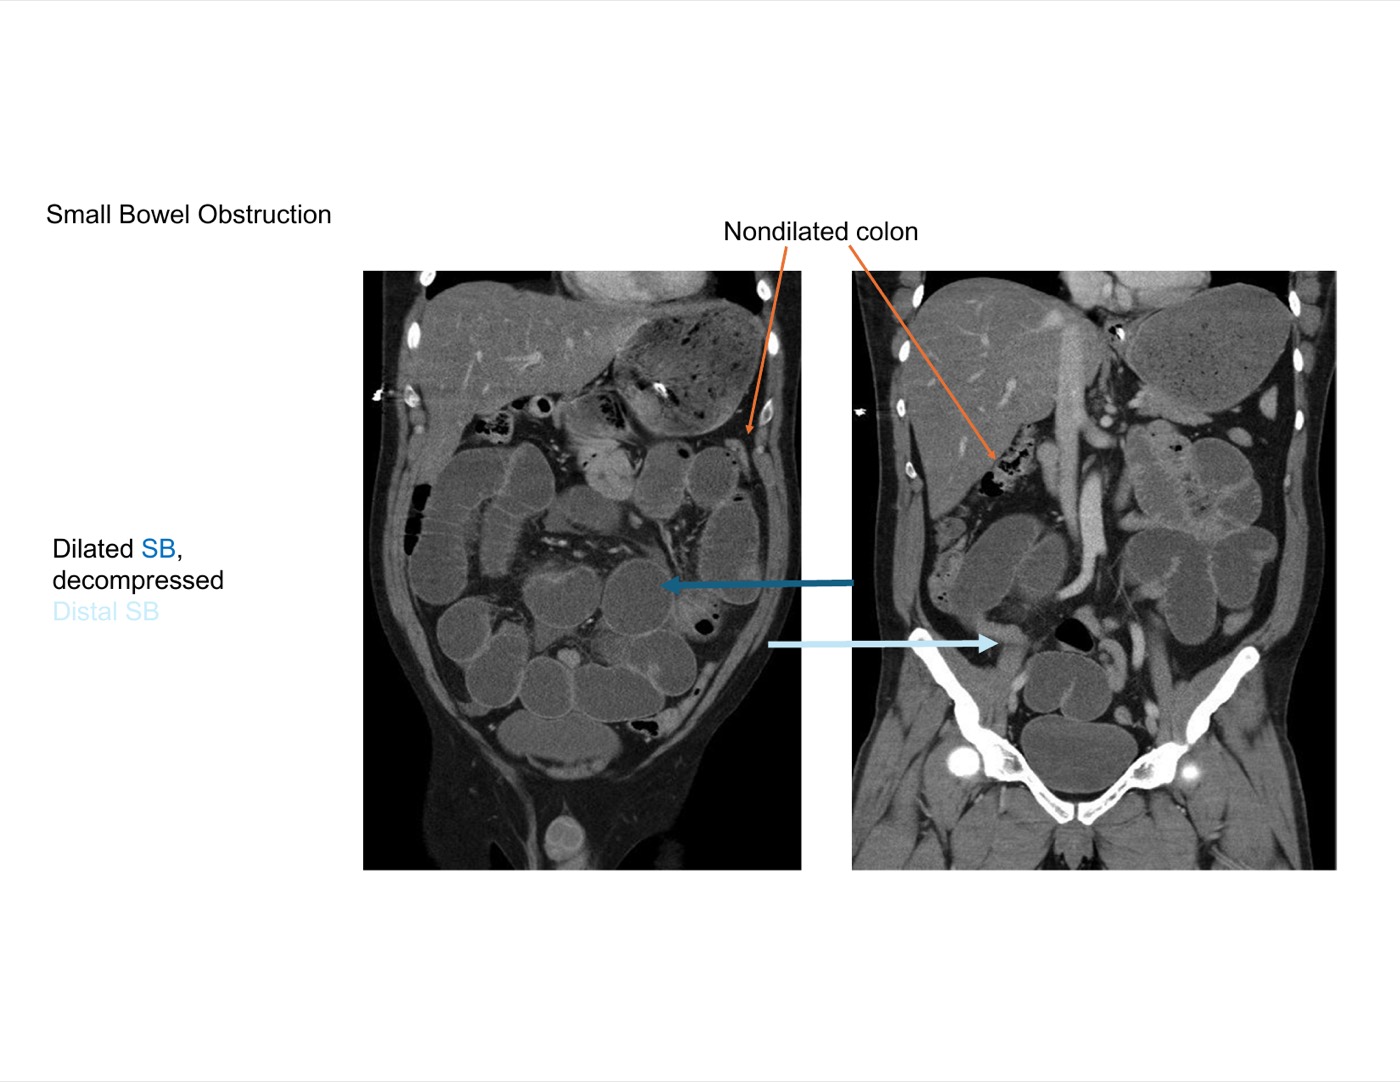 Small Bowel Obstruction
Nondilated colon
Dilated SB,
decompressed
Distal SB